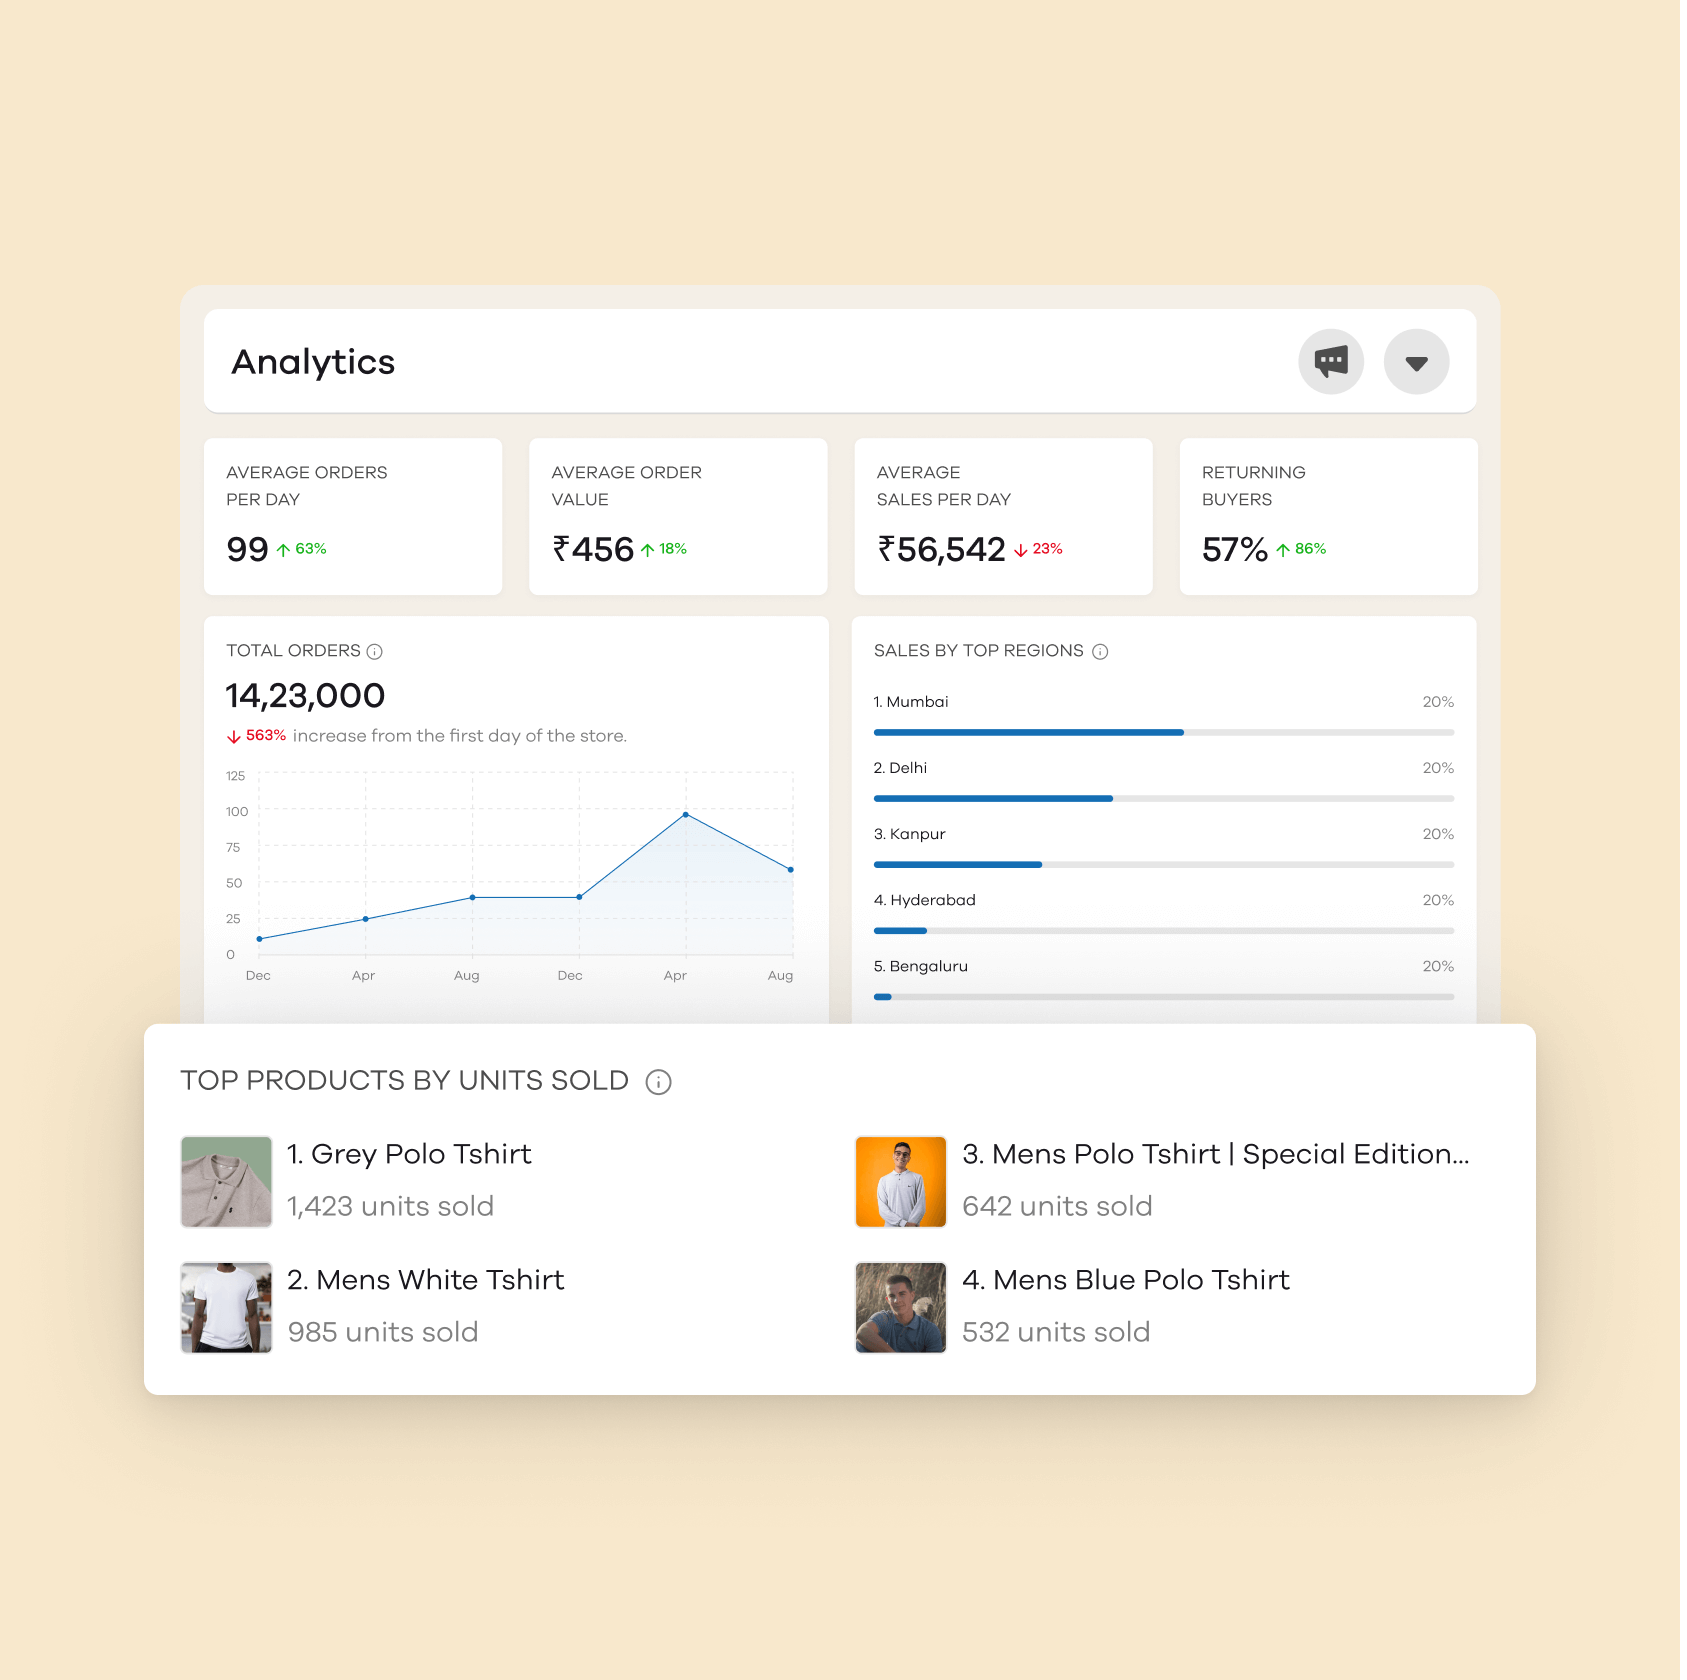 Analytics
AVERAGE ORDERS
PER DAY
99 ↑ 63%
AVERAGE ORDER
VALUE
₹456 ↑ 18%
AVERAGE
SALES PER DAY
₹56,542 ↓ 23%
RETURNING
BUYERS
57% ↑ 86%
TOTAL ORDERS
14,23,000
↓ 563% increase from the first day of the store.
125
100
75
50
25
0
Dec Apr Aug Dec Apr Aug
SALES BY TOP REGIONS
1. Mumbai 20%
2. Delhi 20%
3. Kanpur 20%
4. Hyderabad 20%
5. Bengaluru 20%
TOP PRODUCTS BY UNITS SOLD
1. Grey Polo Tshirt
1,423 units sold
2. Mens White Tshirt
985 units sold
3. Mens Polo Tshirt | Special Edition...
642 units sold
4. Mens Blue Polo Tshirt
532 units sold